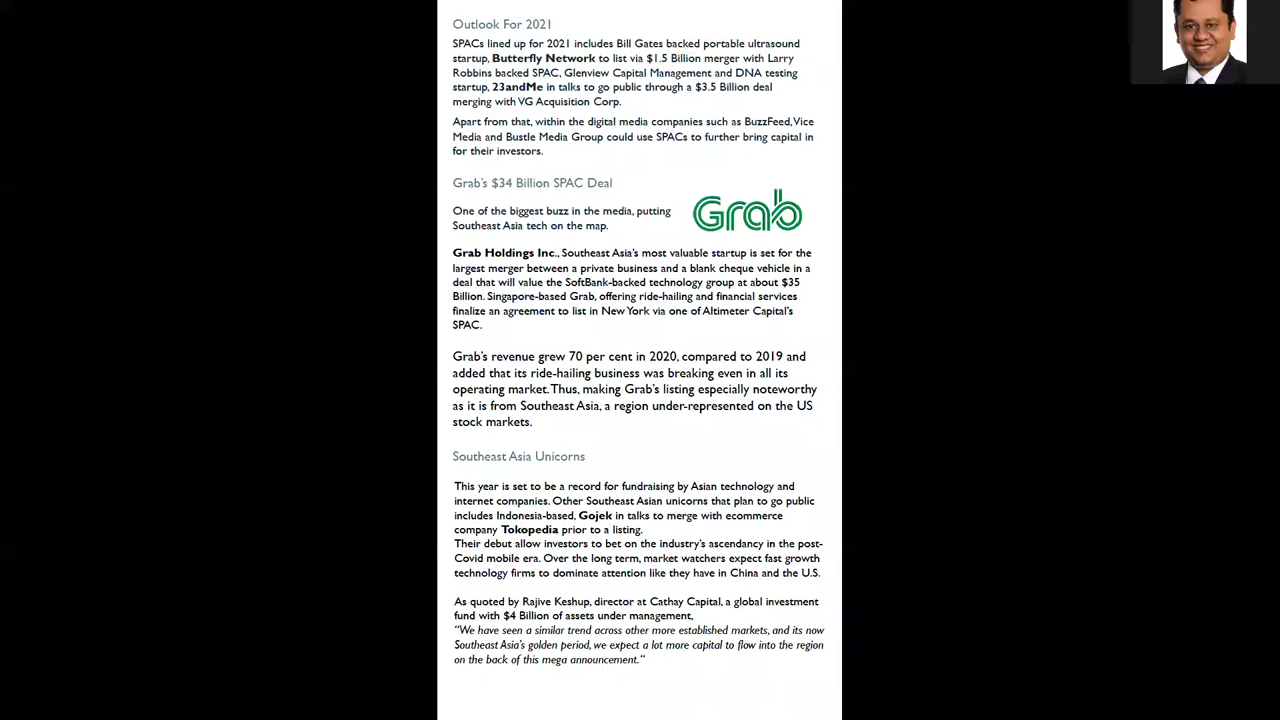 Outlook For 2021
SPACs lined up for 2021 includes Bill Gates backed portable ultrasound
startup, Butterfly Network to list via $1.5 Billion merger with Larry
Robbins backed SPAC, Glenview Capital Management and DNA testing
startup, 23andMe in talks to go public through a $3.5 Billion deal
merging with VG Acquisition Corp.
Apart from that, within the digital media companies such as BuzzFeed, Vice
Media and Bustle Media Group could use SPACs to further bring capital in
for their investors.
Grab's $34 Billion SPAC Deal
One of the biggest buzz in the media, putting
Southeast Asia tech on the map.
Grab
Grab Holdings Inc., Southeast Asia's most valuable startup is set for the
largest merger between a private business and a blank cheque vehicle in a
deal that will value the SoftBank-backed technology group at about $35
Billion. Singapore-based Grab, offering ride-hailing and financial services
finalize an agreement to list in New York via one of Altimeter Capital's
SPAC.
Grab's revenue grew 70 per cent in 2020, compared to 2019 and
added that its ride-hailing business was breaking even in all its
operating market. Thus, making Grab's listing especially noteworthy
as it is from Southeast Asia, a region under-represented on the US
stock markets.
Southeast Asia Unicorns
This year is set to be a record for fundraising by Asian technology and
internet companies. Other Southeast Asian unicorns that plan to go public
includes Indonesia-based, Gojek in talks to merge with ecommerce
company Tokopedia prior to a listing.
Their debut allow investors to bet on the industry's ascendancy in the post-
Covid mobile era. Over the long term, market watchers expect fast growth
technology firms to dominate attention like they have in China and the U.S.
As quoted by Rajive Keshup, director at Cathay Capital, a global investment
fund with $4 Billion of assets under management,
“We have seen a similar trend across other more established markets, and its now
Southeast Asia's golden period, we expect a lot more capital to flow into the region
on the back of this mega announcement.“